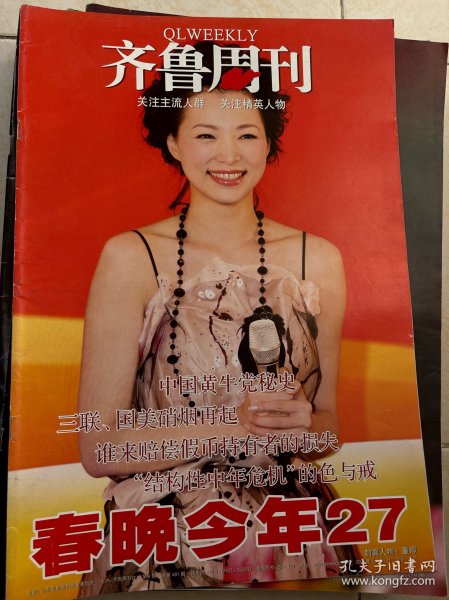 QLWEEKLY
齐鲁周刊
关注主流人群 关注精英人物
中国黄牛党秘史
三联、国美硝烟再起
谁来赔偿假币持有者的损失
“结构性中年危机”的色与戒
春晚今年27
封面人物：董卿
孔夫子旧书网
www.kongfz.com